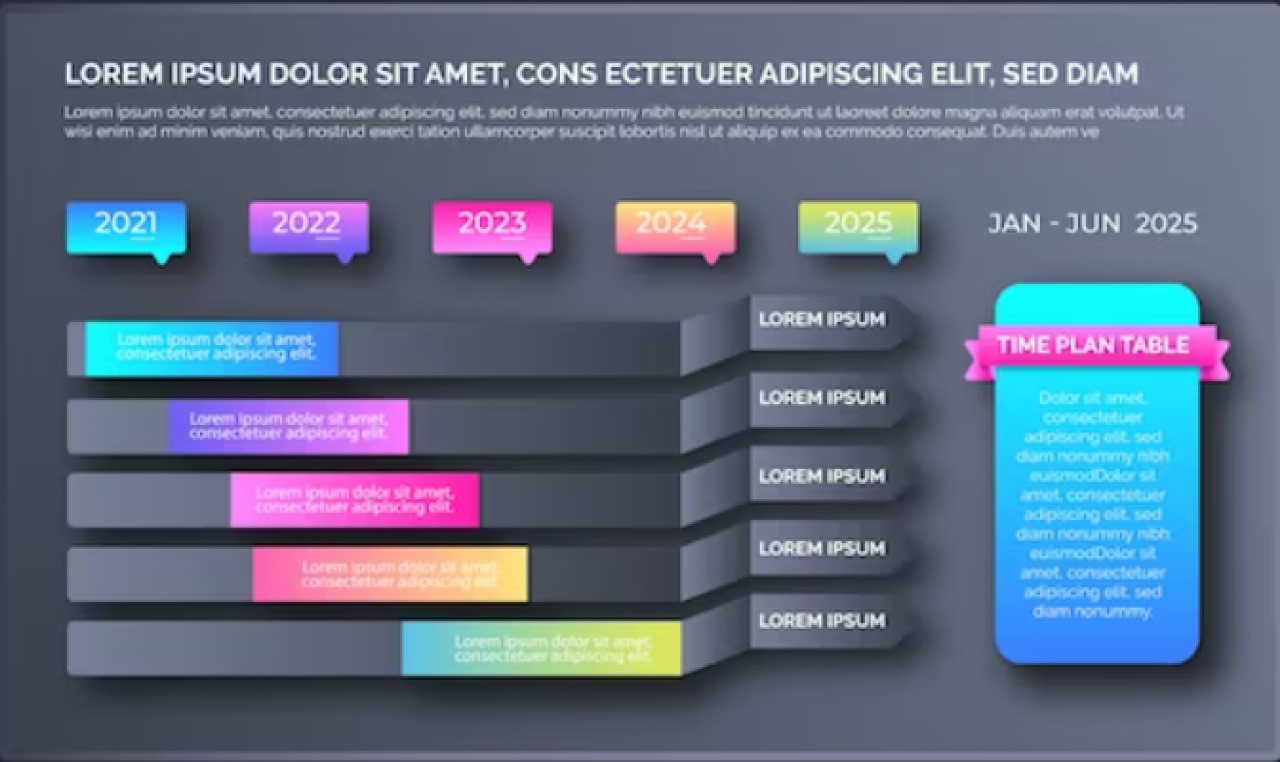 LOREM IPSUM DOLOR SIT AMET, CONS ECTETUER ADIPISCING ELIT, SED DIAM
Lorem ipsum dolor sit amet, consectetuer adipiscing elit, sed diam nonummy nibh euismod tincidunt ut laoreet dolore magna aliquam erat volutpat. Ut
wisi enim ad minim veniam, quis nostrud exerci tation ullamcorper suscipit lobortis nisl ut aliquip ex ea commodo consequat. Duis autem ve
2021
2022
2023
2024
2025
JAN - JUN 2025
Lorem ipsum dolor sit amet,
consectetuer adipiscing elit.
LOREM IPSUM
Lorem ipsum dolor sit amet,
consectetuer adipiscing elit.
LOREM IPSUM
Lorem ipsum dolor sit amet,
consectetuer adipiscing elit.
LOREM IPSUM
Lorem ipsum dolor sit amet,
consectetuer adipiscing elit.
LOREM IPSUM
Lorem ipsum dolor sit amet,
consectetuer adipiscing elit.
LOREM IPSUM
TIME PLAN TABLE
Dolor sit amet,
consectetuer
adipiscing elit, sed
diam nonummy nibh
euismodDolor sit
amet, consectetuer
adipiscing elit, sed
diam nonummy nibh
euismodDolor sit
amet, consectetuer
adipiscing elit, sed
diam nonummy.